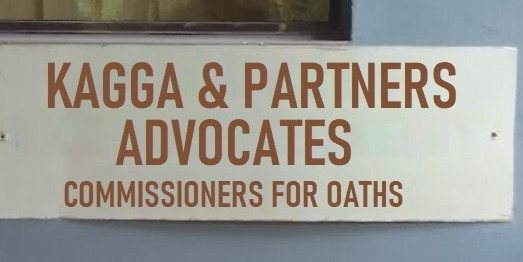 KAGGA & PARTNERS
ADVOCATES
COMMISSIONERS FOR OATHS